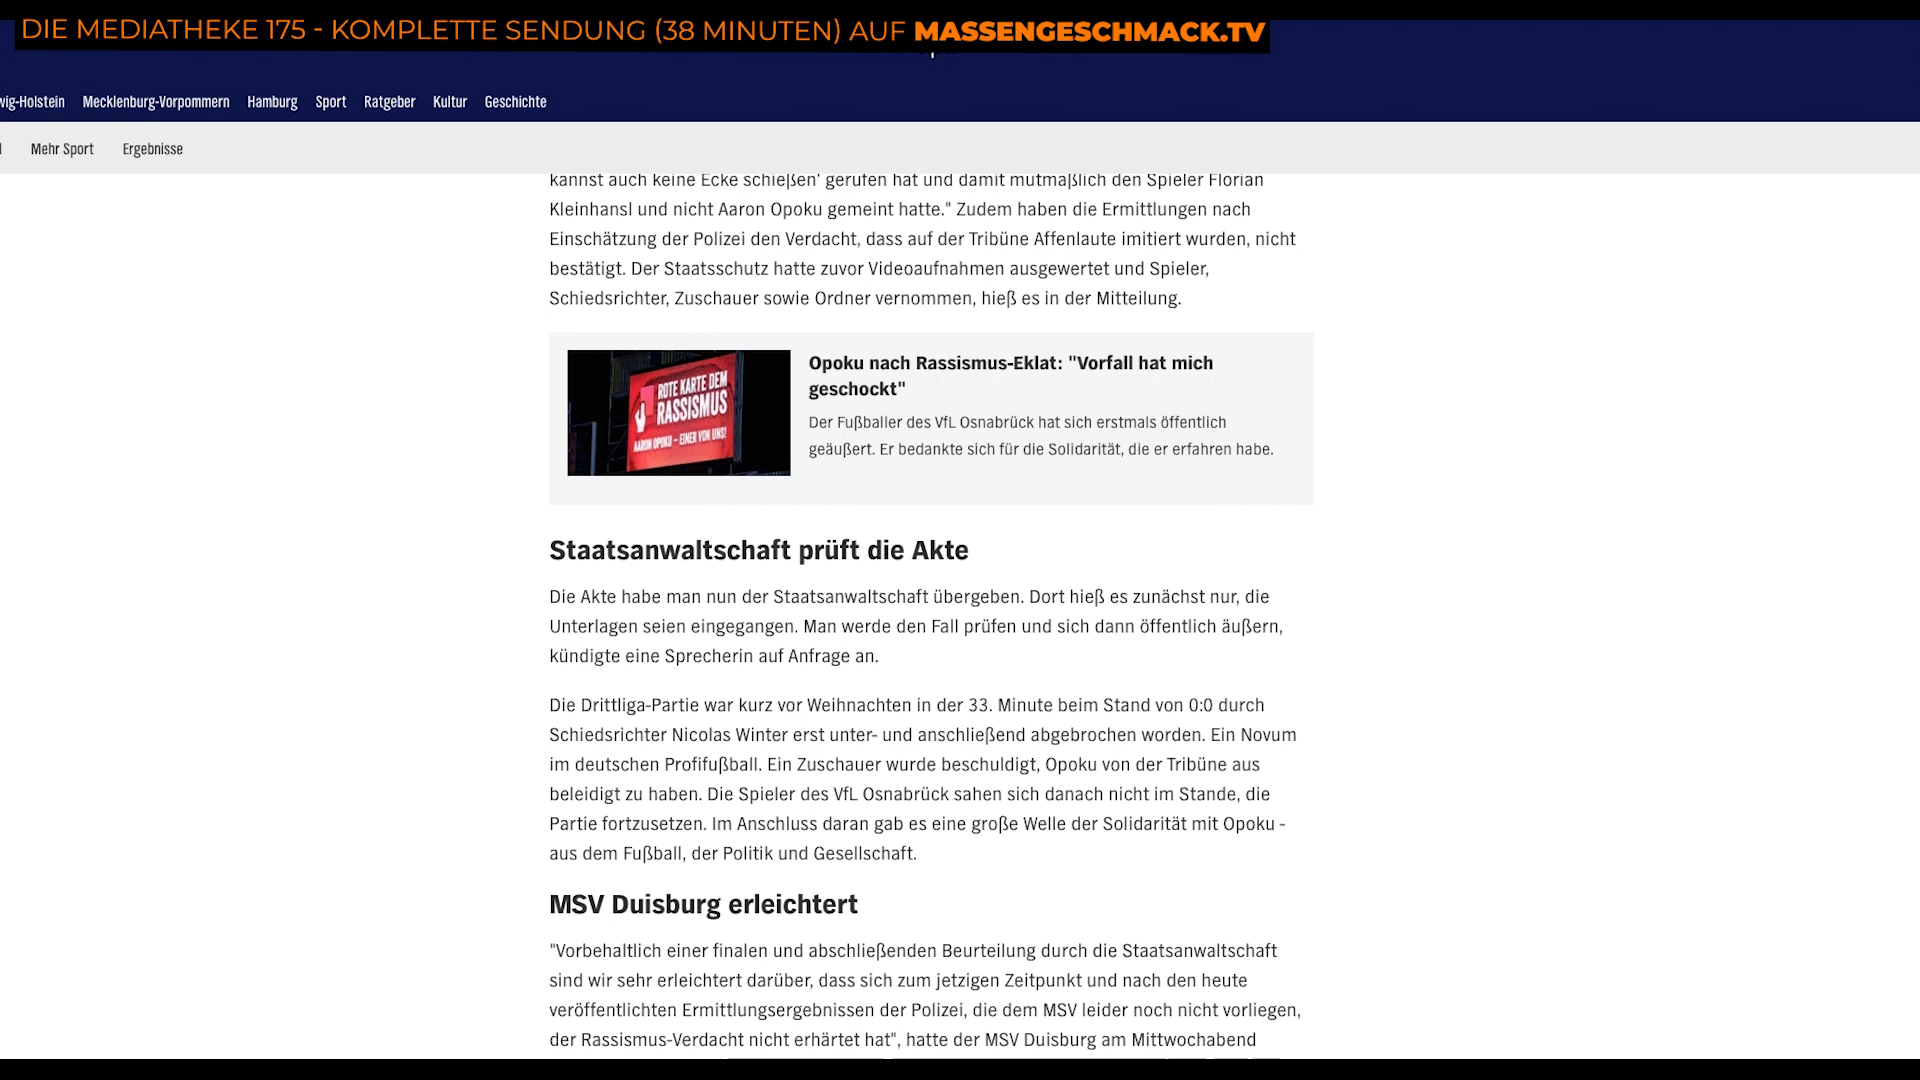 DIE MEDIATHEKE 175 - KOMPLETTE SENDUNG (38 MINUTEN) AUF MASSENGESCHMACK.TV
wig-Holstein Mecklenburg-Vorpommern Hamburg Sport Ratgeber Kultur Geschichte
Mehr Sport Ergebnisse
kannst auch keine Ecke schießen' gerufen hat und damit mutmaßlich den Spieler Florian
Kleinhansl und nicht Aaron Opoku gemeint hatte." Zudem haben die Ermittlungen nach
Einschätzung der Polizei den Verdacht, dass auf der Tribüne Affenlaute imitiert wurden, nicht
bestätigt. Der Staatsschutz hatte zuvor Videoaufnahmen ausgewertet und Spieler,
Schiedsrichter, Zuschauer sowie Ordner vernommen, hieß es in der Mitteilung.
ROTE KARTE DEM
RASSISMUS
AARON OPOKU – EINER VON UNS!
Opoku nach Rassismus-Eklat: "Vorfall hat mich
geschockt"
Der Fußballer des VfL Osnabrück hat sich erstmals öffentlich
geäußert. Er bedankte sich für die Solidarität, die er erfahren habe.
Staatsanwaltschaft prüft die Akte
Die Akte habe man nun der Staatsanwaltschaft übergeben. Dort hieß es zunächst nur, die
Unterlagen seien eingegangen. Man werde den Fall prüfen und sich dann öffentlich äußern,
kündigte eine Sprecherin auf Anfrage an.
Die Drittliga-Partie war kurz vor Weihnachten in der 33. Minute beim Stand von 0:0 durch
Schiedsrichter Nicolas Winter erst unter- und anschließend abgebrochen worden. Ein Novum
im deutschen Profifußball. Ein Zuschauer wurde beschuldigt, Opoku von der Tribüne aus
beleidigt zu haben. Die Spieler des VfL Osnabrück sahen sich danach nicht im Stande, die
Partie fortzusetzen. Im Anschluss daran gab es eine große Welle der Solidarität mit Opoku -
aus dem Fußball, der Politik und Gesellschaft.
MSV Duisburg erleichtert
"Vorbehaltlich einer finalen und abschließenden Beurteilung durch die Staatsanwaltschaft
sind wir sehr erleichtert darüber, dass sich zum jetzigen Zeitpunkt und nach den heute
veröffentlichten Ermittlungsergebnissen der Polizei, die dem MSV leider noch nicht vorliegen,
der Rassismus-Verdacht nicht erhärtet hat", hatte der MSV Duisburg am Mittwochabend